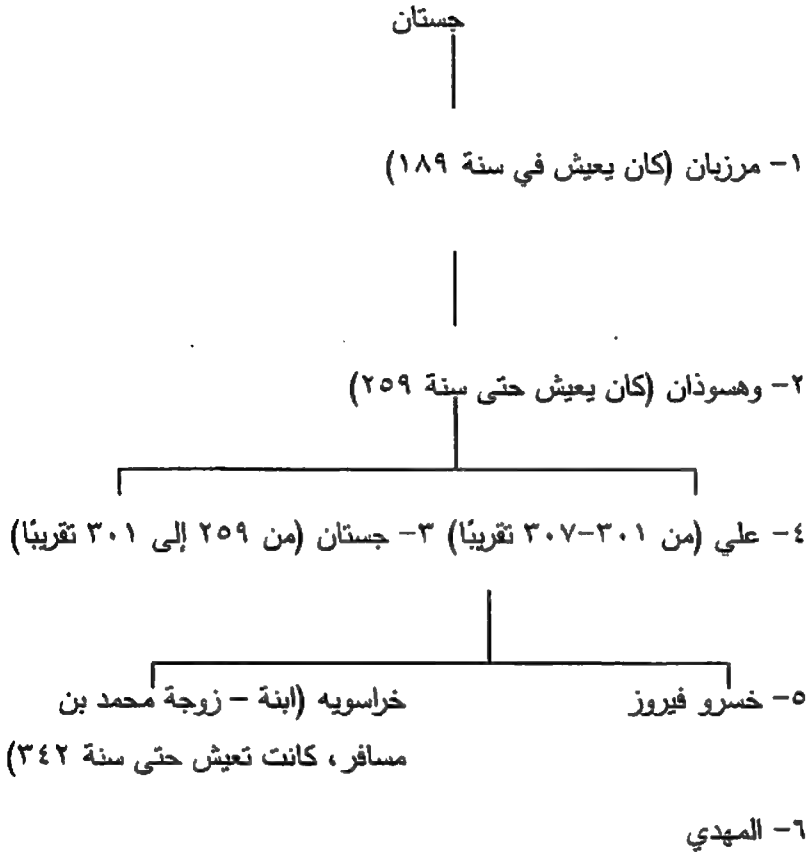 جستان
١- مرزبان (كان يعيش في سنة ١٨٩)
٢- وهسوذان (كان يعيش حتى سنة ٢٥٩)
٤- علي (من ٣٠١-٣٠٧ تقريبًا) ٣- جستان (من ٢٥٩ إلى ٣٠١ تقريبًا)
٥- خسرو فيروز
خراسويه (ابنة – زوجة محمد بن
مسافر، كانت تعيش حتى سنة ٣٤٢)
٦- المهدي